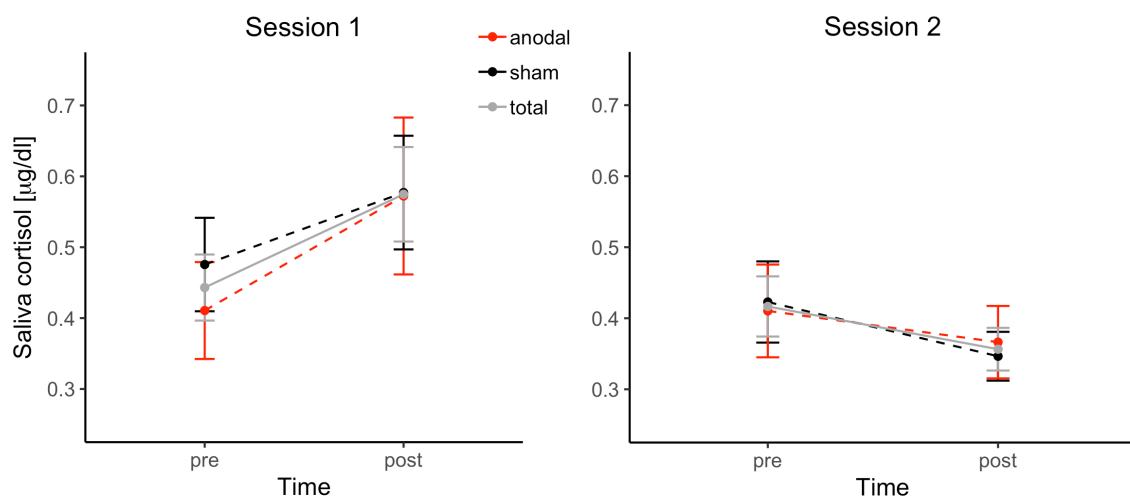 Session 1
anodal
sham
total
Saliva cortisol [μg/dl]
0.7
0.6
0.5
0.4
0.3
pre
post
Time
Session 2
0.7
0.6
0.5
0.4
0.3
pre
post
Time